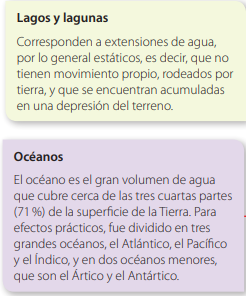 Lagos y lagunas
Corresponden a extensiones de agua,
por lo general estáticos, es decir, que no
tienen movimiento propio, rodeados por
tierra, y que se encuentran acumuladas
en una depresión del terreno.
Océanos
El océano es el gran volumen de agua
que cubre cerca de las tres cuartas partes
(71 %) de la superficie de la Tierra. Para
efectos prácticos, fue dividido en tres
grandes océanos, el Atlántico, el Pacífico
y el Índico, y en dos océanos menores,
que son el Ártico y el Antártico.